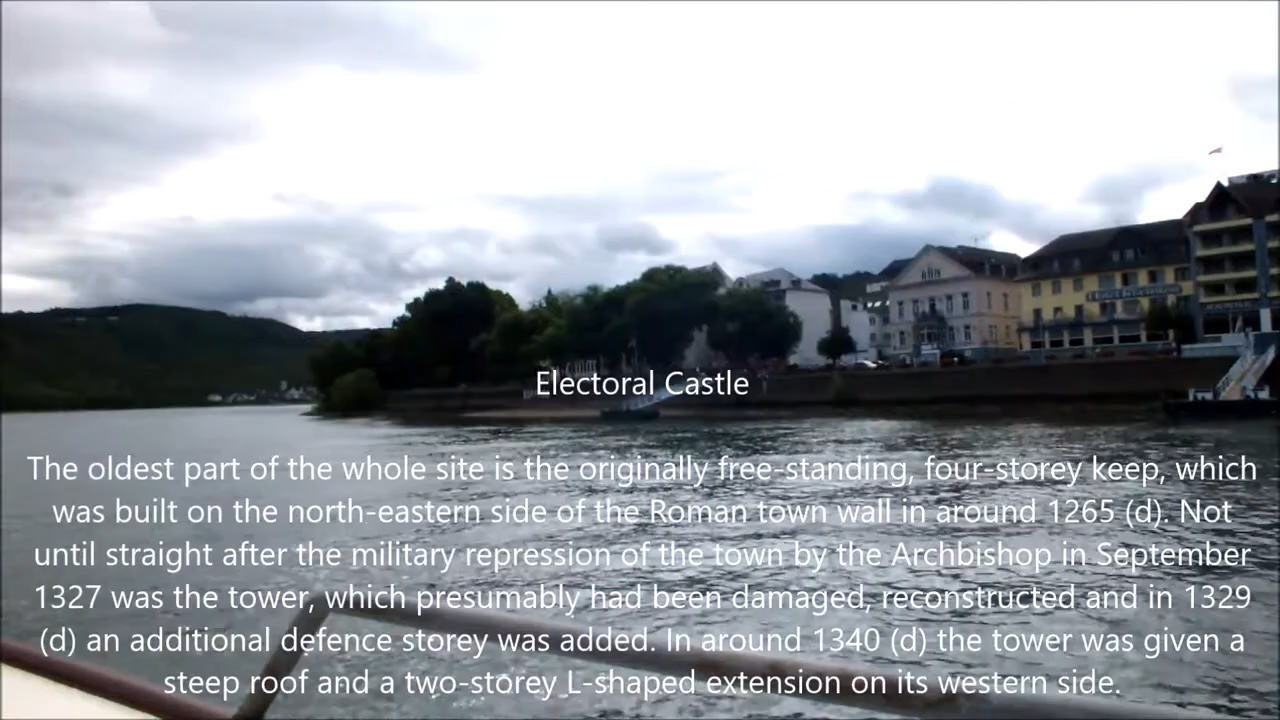 Electoral Castle
The oldest part of the whole site is the originally free-standing, four-storey keep, which
was built on the north-eastern side of the Roman town wall in around 1265 (d). Not
until straight after the military repression of the town by the Archbishop in September
1327 was the tower, which presumably had been damaged, reconstructed and in 1329
(d) an additional defence storey was added. In around 1340 (d) the tower was given a
steep roof and a two-storey L-shaped extension on its western side.